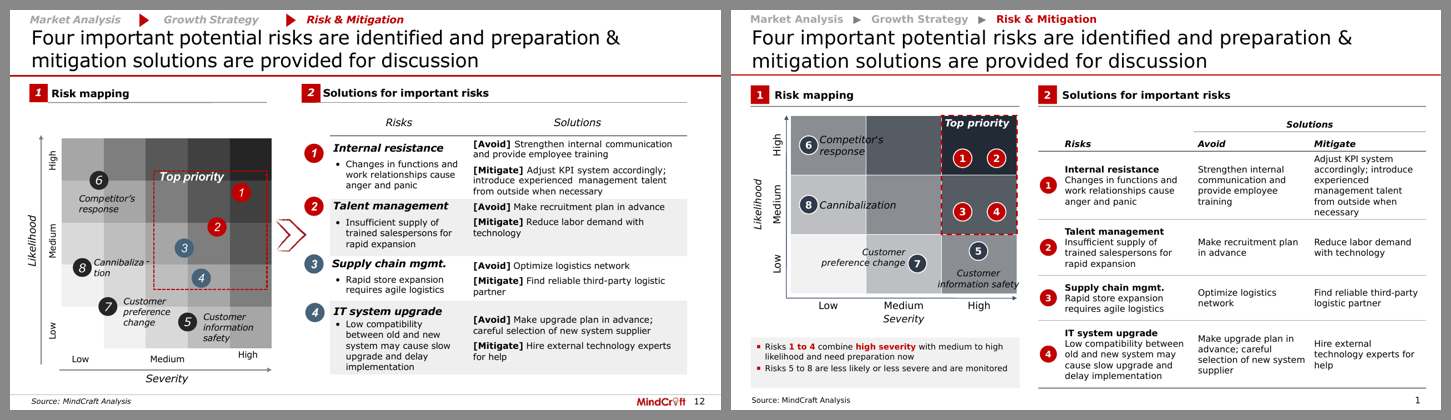 Market Analysis Growth Strategy Risk & Mitigation
Four important potential risks are identified and preparation &
mitigation solutions are provided for discussion
1 Risk mapping
Likelihood
High
Medium
Low
Top priority
6
Competitor's
response
1
2
3
8 Cannibaliza-
tion
4
7 Customer
preference
change
5 Customer
information
safety
Low Medium High
Severity
2 Solutions for important risks
Risks Solutions
1 Internal resistance
• Changes in functions and
work relationships cause
anger and panic
[Avoid] Strengthen internal communication
and provide employee training
[Mitigate] Adjust KPI system accordingly;
introduce experienced management talent
from outside when necessary
2 Talent management
• Insufficient supply of
trained salespersons for
rapid expansion
[Avoid] Make recruitment plan in advance
[Mitigate] Reduce labor demand with
technology
3 Supply chain mgmt.
• Rapid store expansion
requires agile logistics
[Avoid] Optimize logistics network
[Mitigate] Find reliable third-party logistic
partner
4 IT system upgrade
• Low compatibility
between old and new
system may cause slow
upgrade and delay
implementation
[Avoid] Make upgrade plan in advance;
careful selection of new system supplier
[Mitigate] Hire external technology experts
for help
Source: MindCraft Analysis
MindCraft 12
Market Analysis ▶ Growth Strategy ▶ Risk & Mitigation
Four important potential risks are identified and preparation &
mitigation solutions are provided for discussion
1 Risk mapping
Likelihood
High
Medium
Low
Top priority
6 Competitor's
response
1 2
8 Cannibalization
3 4
Customer
preference change 7
5
Customer
information safety
Low Medium High
Severity
▪ Risks 1 to 4 combine high severity with medium to high
likelihood and need preparation now
▪ Risks 5 to 8 are less likely or less severe and are monitored
2 Solutions for important risks
Solutions
Risks Avoid Mitigate
1 Internal resistance
Changes in functions and
work relationships cause
anger and panic
Strengthen internal
communication and
provide employee
training
Adjust KPI system
accordingly; introduce
experienced
management talent
from outside when
necessary
2 Talent management
Insufficient supply of
trained salespersons for
rapid expansion
Make recruitment plan
in advance
Reduce labor demand
with technology
3 Supply chain mgmt.
Rapid store expansion
requires agile logistics
Optimize logistics
network
Find reliable third-party
logistic partner
4 IT system upgrade
Low compatibility between
old and new system may
cause slow upgrade and
delay implementation
Make upgrade plan in
advance; careful
selection of new system
supplier
Hire external
technology experts for
help
Source: MindCraft Analysis
1